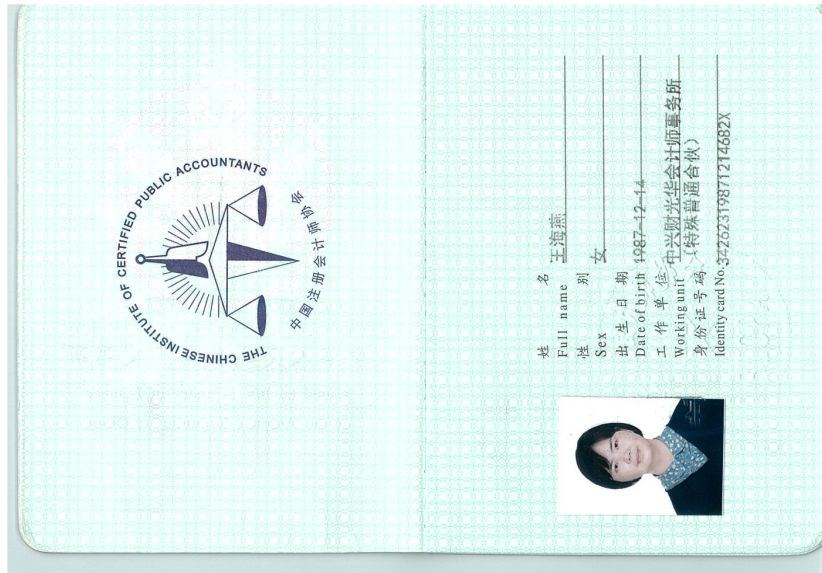 THE CHINESE INSTITUTE OF CERTIFIED PUBLIC ACCOUNTANTS
中国注册会计师协会
姓 名 王海燕
Full name
性 别 女
Sex
出 生 日 期 1987-12-14
Date of birth
工 作 单 位 中兴财光华会计师事务所
Working unit (特殊普通合伙)
身份证号码 34262319871214682X
Identity card No.